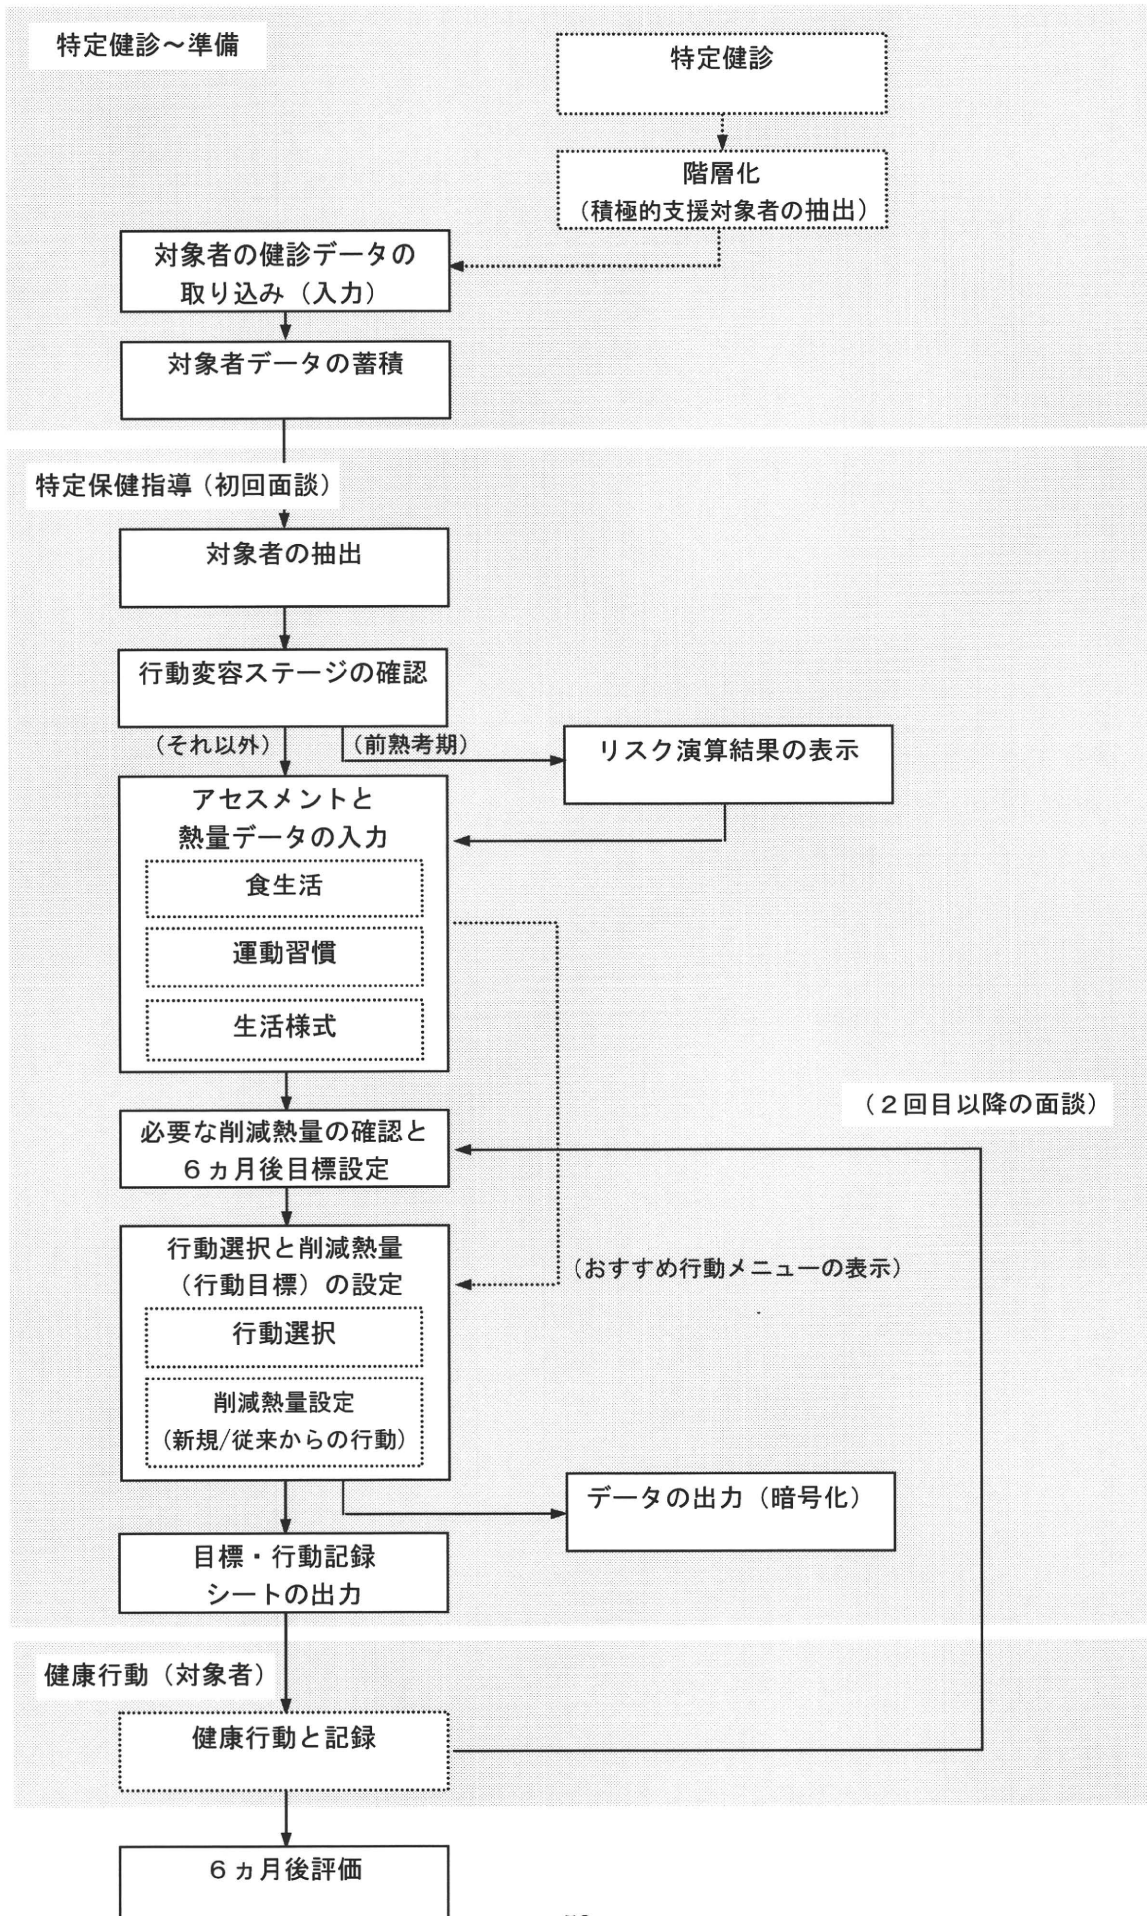 特定健診～準備
特定健診
階層化
（積極的支援対象者の抽出）
対象者の健診データの
取り込み（入力）
対象者データの蓄積
特定保健指導（初回面談）
対象者の抽出
行動変容ステージの確認
（それ以外）
（前熟考期）
リスク演算結果の表示
アセスメントと
熱量データの入力
食生活
運動習慣
生活様式
（２回目以降の面談）
必要な削減熱量の確認と
６ヵ月後目標設定
行動選択と削減熱量
（行動目標）の設定
（おすすめ行動メニューの表示）
行動選択
削減熱量設定
（新規/従来からの行動）
データの出力（暗号化）
目標・行動記録
シートの出力
健康行動（対象者）
健康行動と記録
６ヵ月後評価